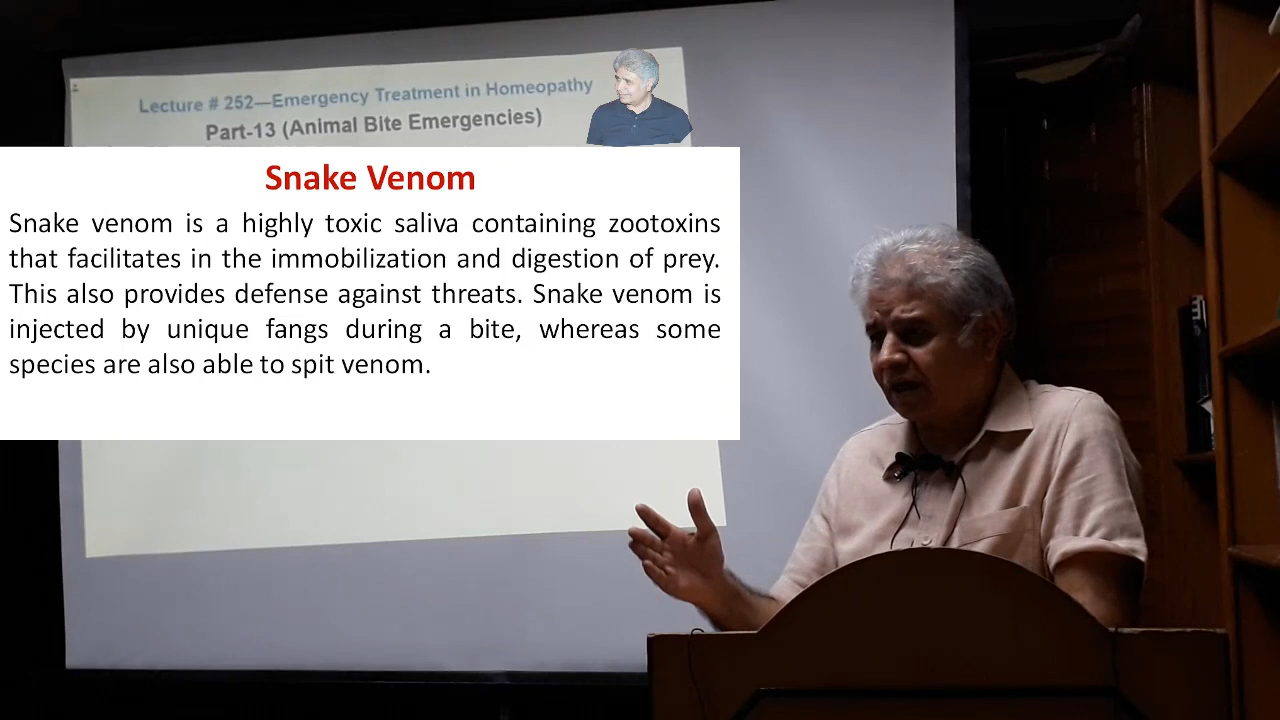 Lecture # 252—Emergency Treatment in Homeopathy
Part-13 (Animal Bite Emergencies)
Snake Venom
Snake venom is a highly toxic saliva containing zootoxins
that facilitates in the immobilization and digestion of prey.
This also provides defense against threats. Snake venom is
injected by unique fangs during a bite, whereas some
species are also able to spit venom.